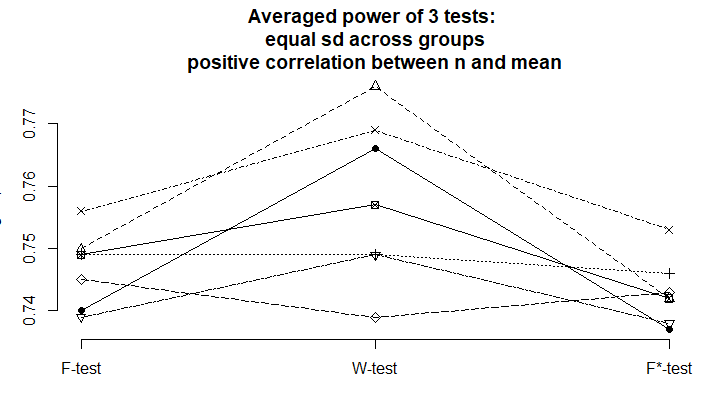 Averaged power of 3 tests:
equal sd across groups
positive correlation between n and mean
0.77
0.76
0.75
0.74
F-test W-test F*-test